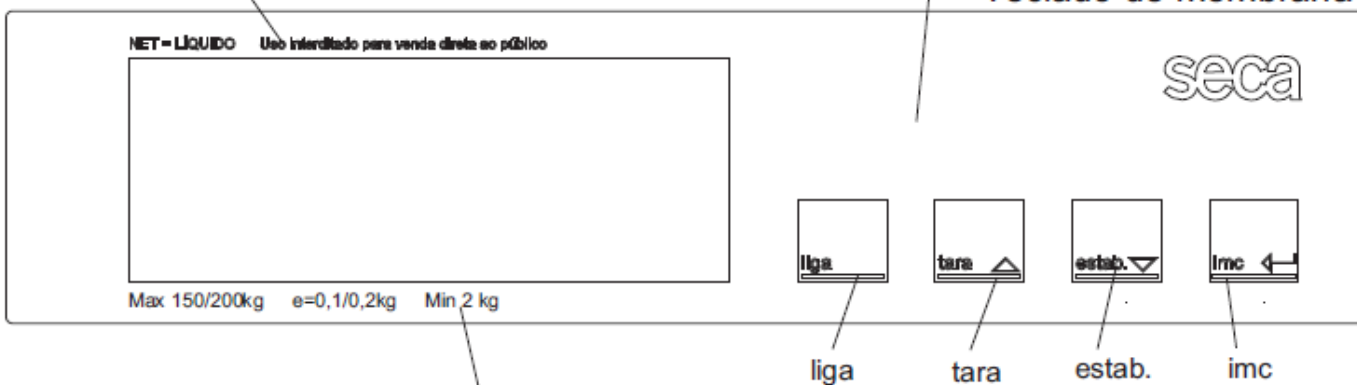 Teclado de membrana
NET = LÍQUIDO Uso interditado para venda direta ao público
seca
liga tara estab. imc
Max 150/200kg e=0,1/0,2kg Min 2 kg
liga tara estab. imc